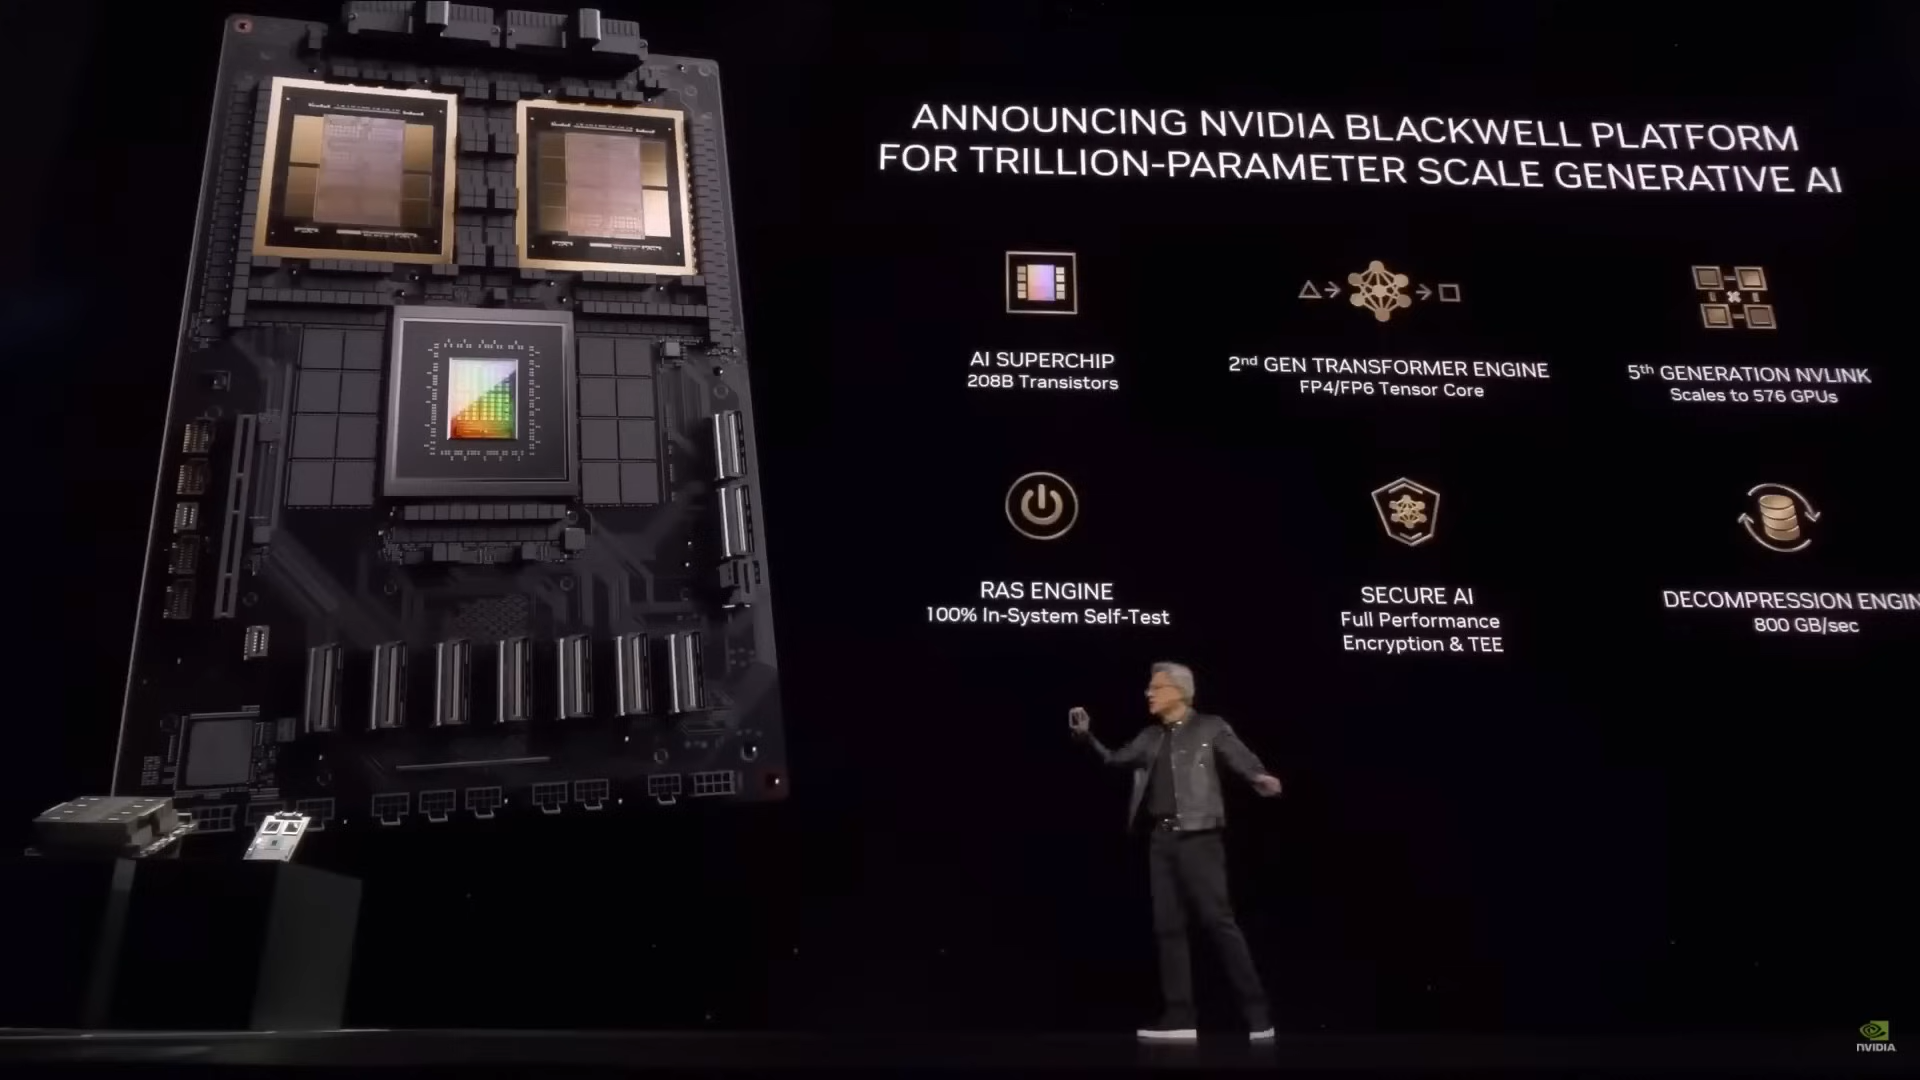 ANNOUNCING NVIDIA BLACKWELL PLATFORM
FOR TRILLION-PARAMETER SCALE GENERATIVE AI
AI SUPERCHIP
208B Transistors
2nd GEN TRANSFORMER ENGINE
FP4/FP6 Tensor Core
5th GENERATION NVLINK
Scales to 576 GPUs
RAS ENGINE
100% In-System Self-Test
SECURE AI
Full Performance
Encryption & TEE
DECOMPRESSION ENGIN
800 GB/sec
NVIDIA